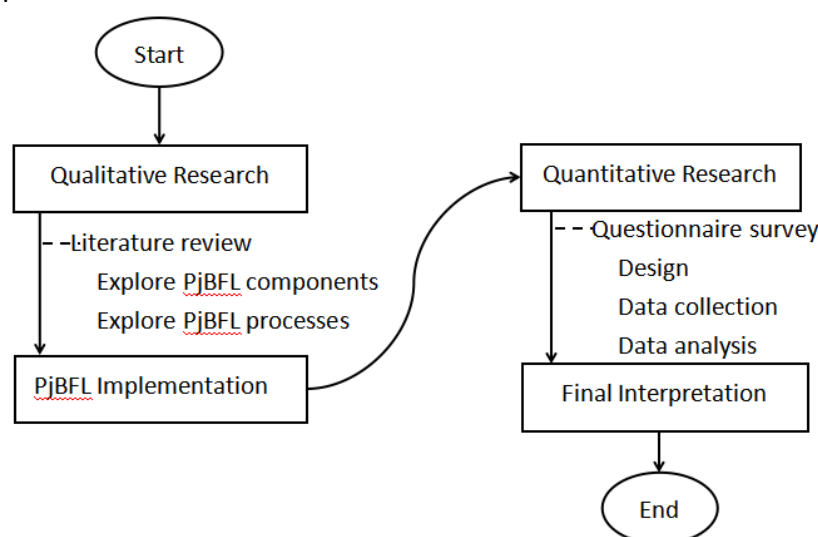 Start
Qualitative Research
Literature review
Explore PjBFL components
Explore PjBFL processes
PjBFL Implementation
Quantitative Research
Questionnaire survey
Design
Data collection
Data analysis
Final Interpretation
End